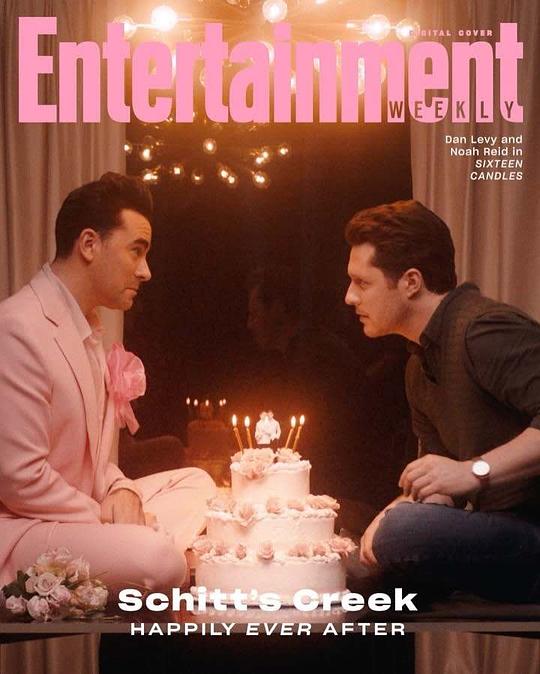 DIGITAL COVER
Entertainment
WEEKLY
Dan Levy and
Noah Reid in
SIXTEEN
CANDLES
Schitt's Creek
HAPPILY EVER AFTER